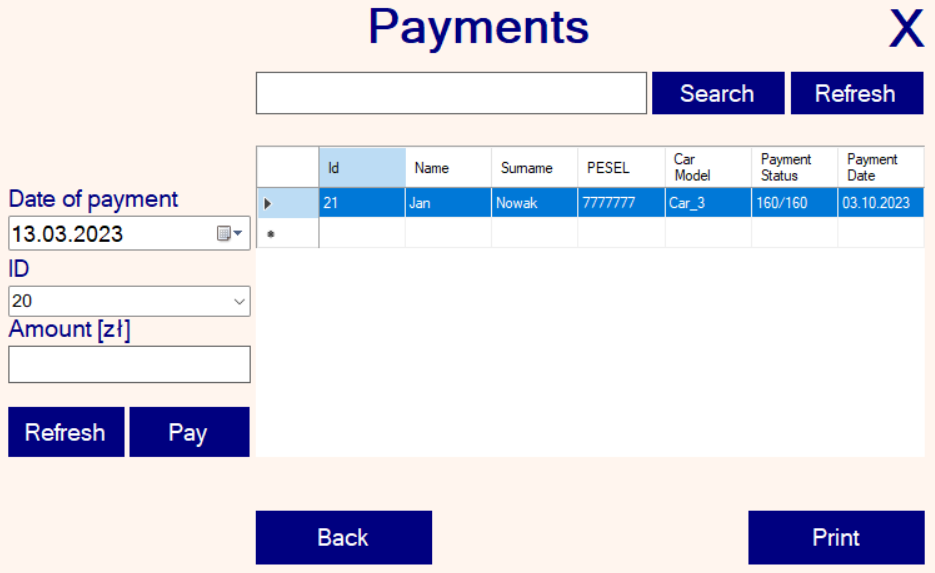 Payments X
Search Refresh
Id Name Surname PESEL Car Model Payment Status Payment Date
21 Jan Nowak 7777777 Car_3 160/160 03.10.2023
Date of payment
13.03.2023
ID
20
Amount [zł]
Refresh Pay
Back Print